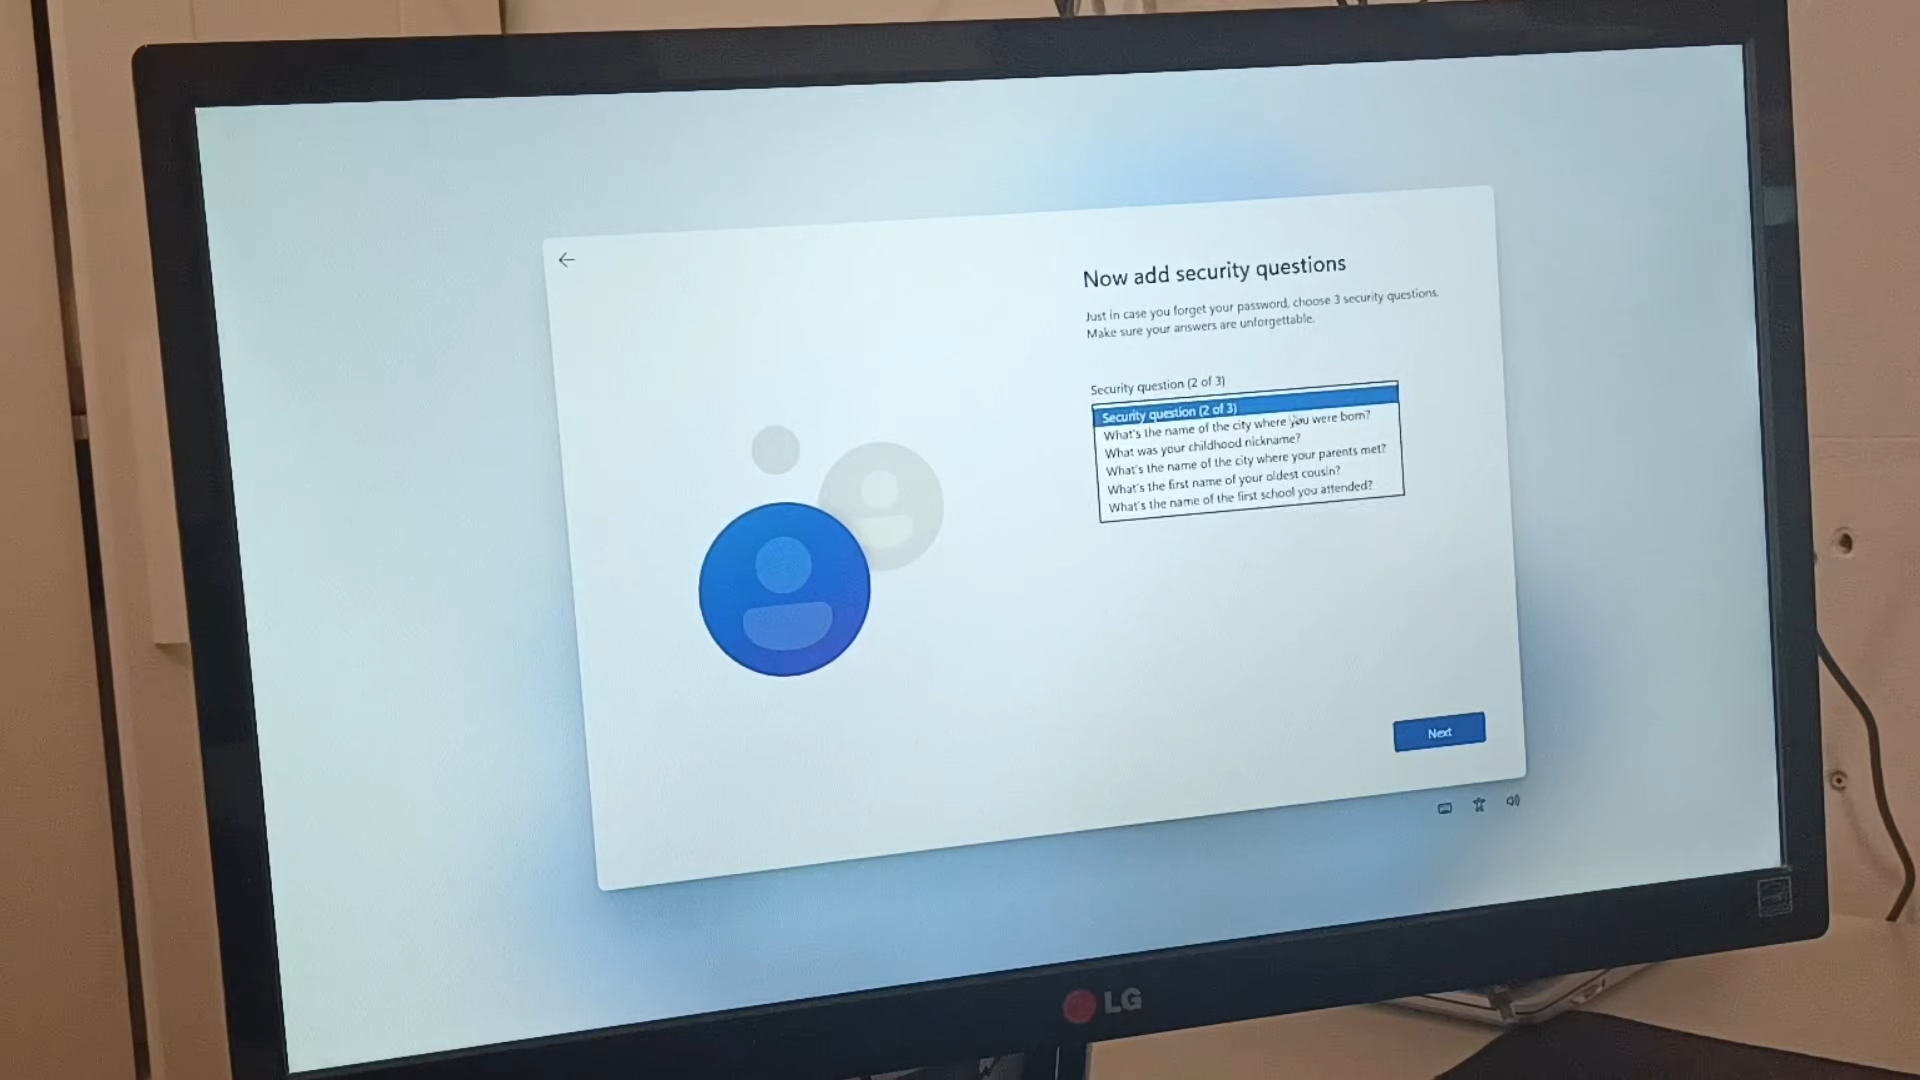 Now add security questions
Just in case you forget your password, choose 3 security questions.
Make sure your answers are unforgettable.
Security question (2 of 3)
Security question (2 of 3)
What's the name of the city where you were born?
What was your childhood nickname?
What's the name of the city where your parents met?
What's the first name of your oldest cousin?
What's the name of the first school you attended?
Next
LG